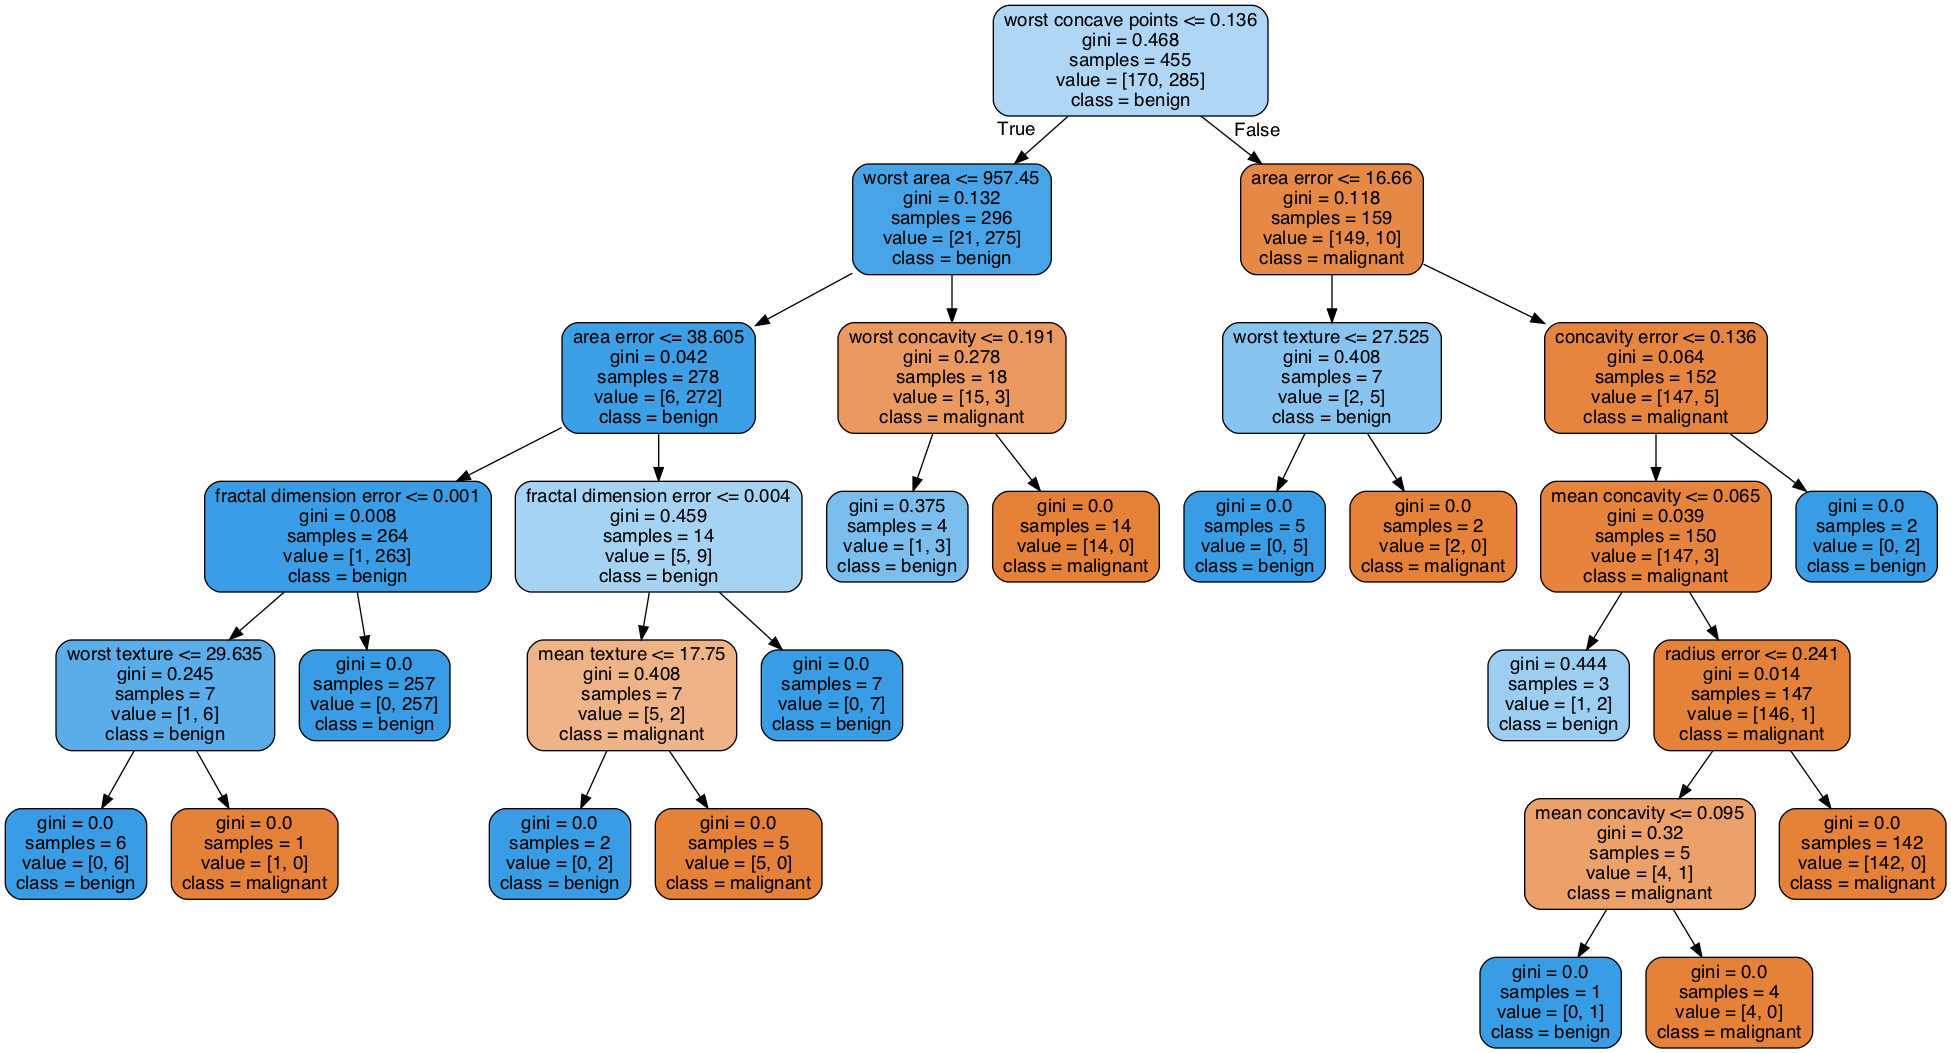 worst concave points <= 0.136
gini = 0.468
samples = 455
value = [170, 285]
class = benign
True
False
worst area <= 957.45
gini = 0.132
samples = 296
value = [21, 275]
class = benign
area error <= 16.66
gini = 0.118
samples = 159
value = [149, 10]
class = malignant
area error <= 38.605
gini = 0.042
samples = 278
value = [6, 272]
class = benign
worst concavity <= 0.191
gini = 0.278
samples = 18
value = [15, 3]
class = malignant
worst texture <= 27.525
gini = 0.408
samples = 7
value = [2, 5]
class = benign
concavity error <= 0.136
gini = 0.064
samples = 152
value = [147, 5]
class = malignant
fractal dimension error <= 0.001
gini = 0.008
samples = 264
value = [1, 263]
class = benign
fractal dimension error <= 0.004
gini = 0.459
samples = 14
value = [5, 9]
class = benign
gini = 0.375
samples = 4
value = [1, 3]
class = benign
gini = 0.0
samples = 14
value = [14, 0]
class = malignant
gini = 0.0
samples = 5
value = [0, 5]
class = benign
gini = 0.0
samples = 2
value = [2, 0]
class = malignant
mean concavity <= 0.065
gini = 0.039
samples = 150
value = [147, 3]
class = malignant
gini = 0.0
samples = 2
value = [0, 2]
class = benign
worst texture <= 29.635
gini = 0.245
samples = 7
value = [1, 6]
class = benign
gini = 0.0
samples = 257
value = [0, 257]
class = benign
mean texture <= 17.75
gini = 0.408
samples = 7
value = [5, 2]
class = malignant
gini = 0.0
samples = 7
value = [0, 7]
class = benign
gini = 0.444
samples = 3
value = [1, 2]
class = benign
radius error <= 0.241
gini = 0.014
samples = 147
value = [146, 1]
class = malignant
gini = 0.0
samples = 6
value = [0, 6]
class = benign
gini = 0.0
samples = 1
value = [1, 0]
class = malignant
gini = 0.0
samples = 2
value = [0, 2]
class = benign
gini = 0.0
samples = 5
value = [5, 0]
class = malignant
mean concavity <= 0.095
gini = 0.32
samples = 5
value = [4, 1]
class = malignant
gini = 0.0
samples = 142
value = [142, 0]
class = malignant
gini = 0.0
samples = 1
value = [0, 1]
class = benign
gini = 0.0
samples = 4
value = [4, 0]
class = malignant